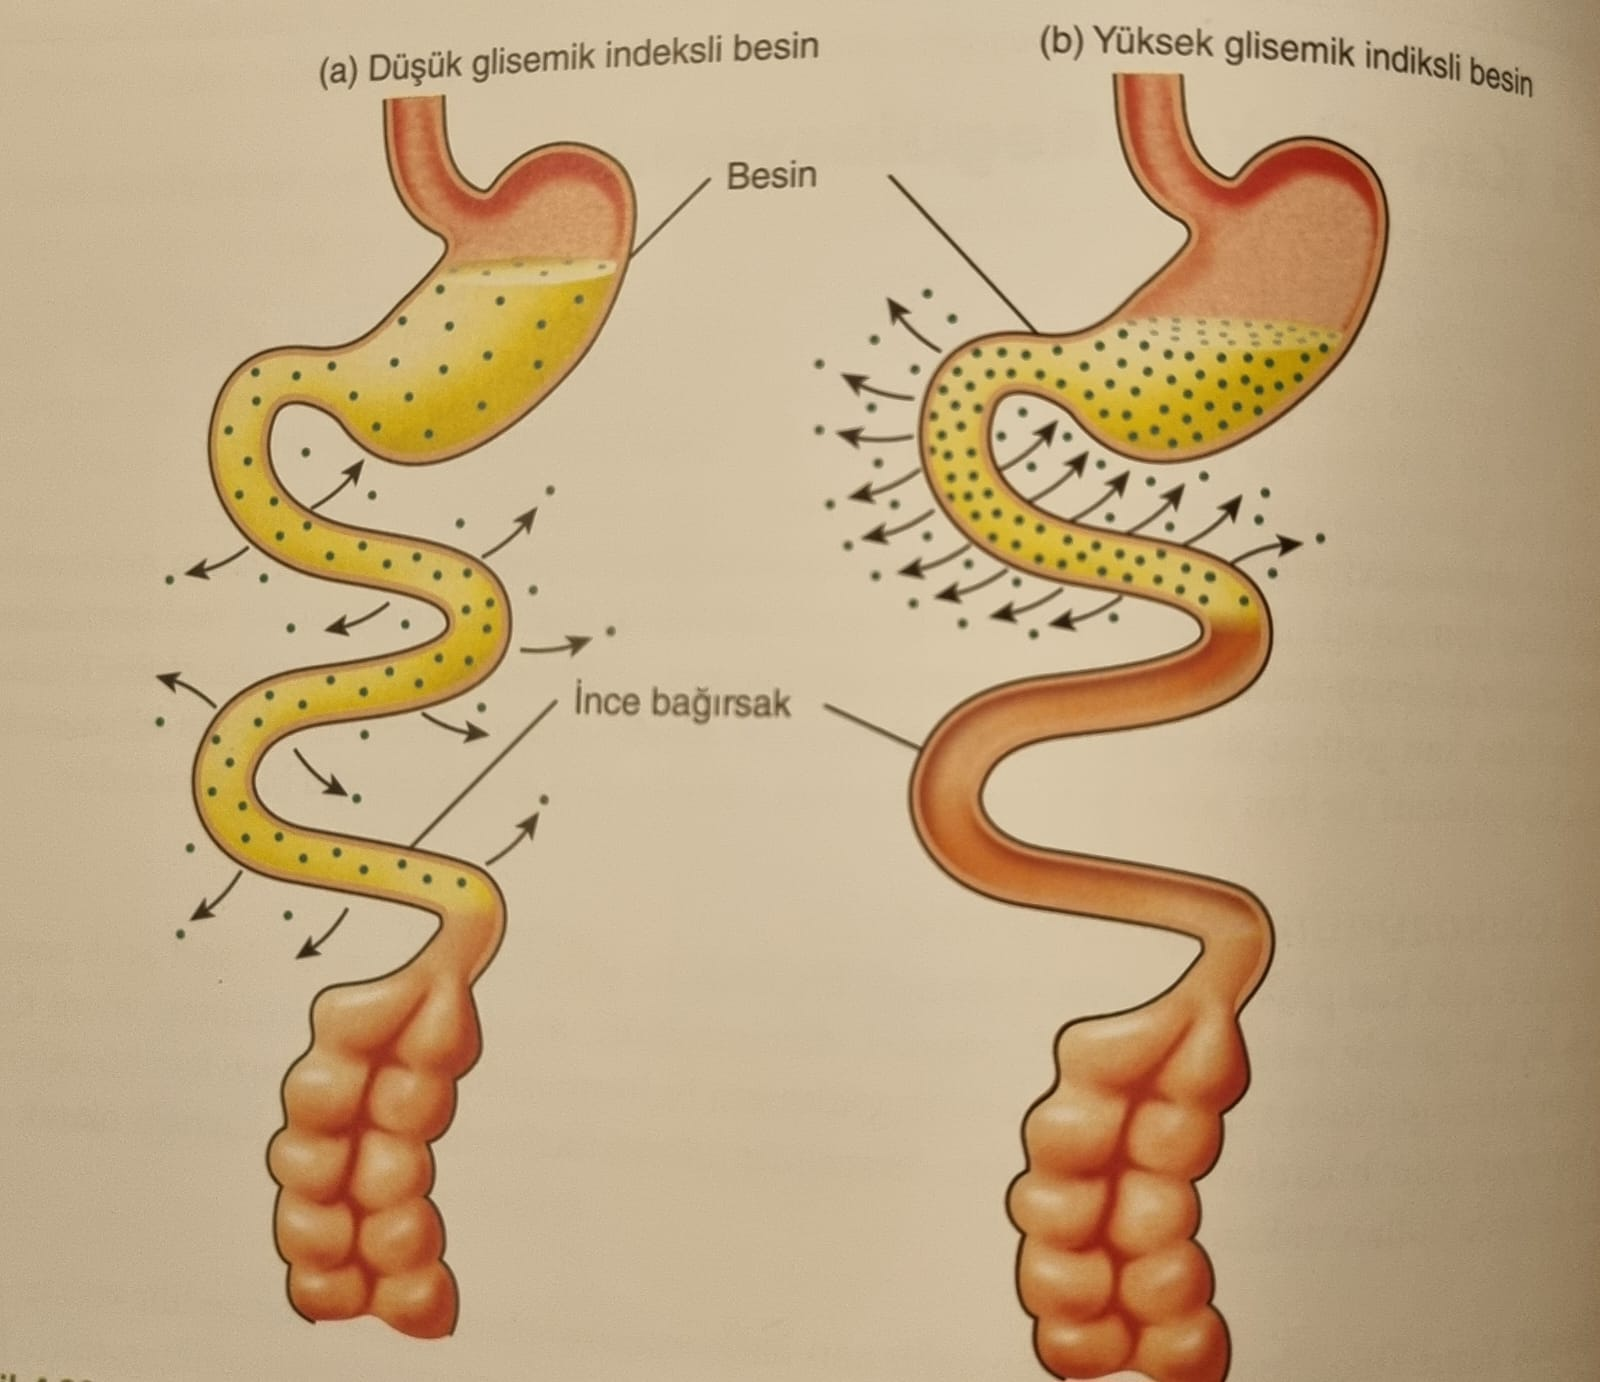 (a) Düşük glisemik indeksli besin
(b) Yüksek glisemik indiksli besin
Besin
İnce bağırsak